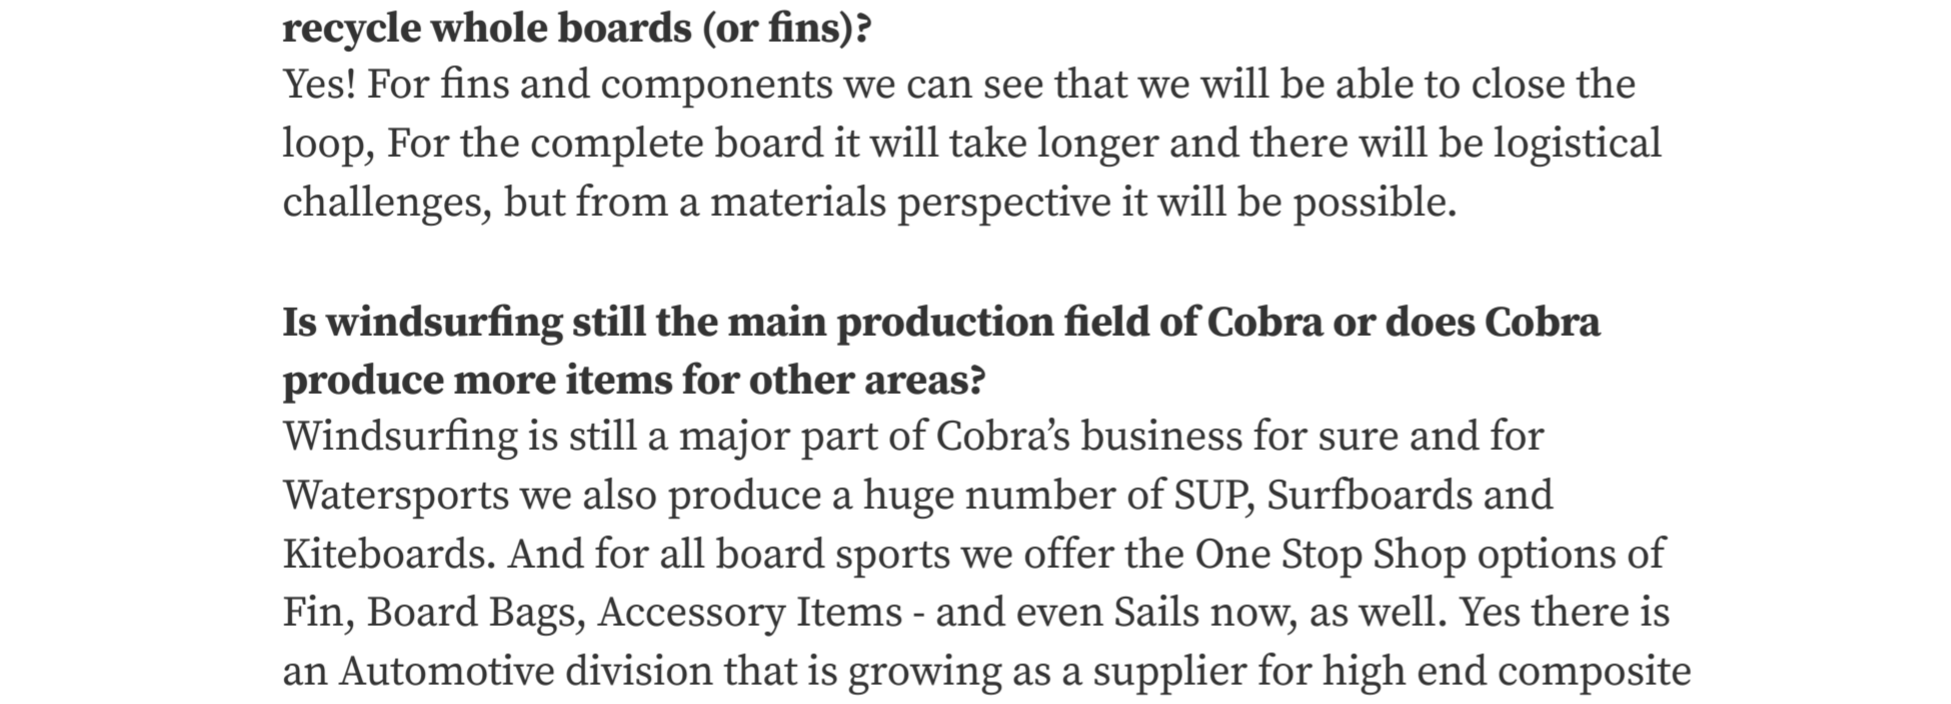 recycle whole boards (or fins)?
Yes! For fins and components we can see that we will be able to close the
loop, For the complete board it will take longer and there will be logistical
challenges, but from a materials perspective it will be possible.
Is windsurfing still the main production field of Cobra or does Cobra
produce more items for other areas?
Windsurfing is still a major part of Cobra’s business for sure and for
Watersports we also produce a huge number of SUP, Surfboards and
Kiteboards. And for all board sports we offer the One Stop Shop options of
Fin, Board Bags, Accessory Items - and even Sails now, as well. Yes there is
an Automotive division that is growing as a supplier for high end composite